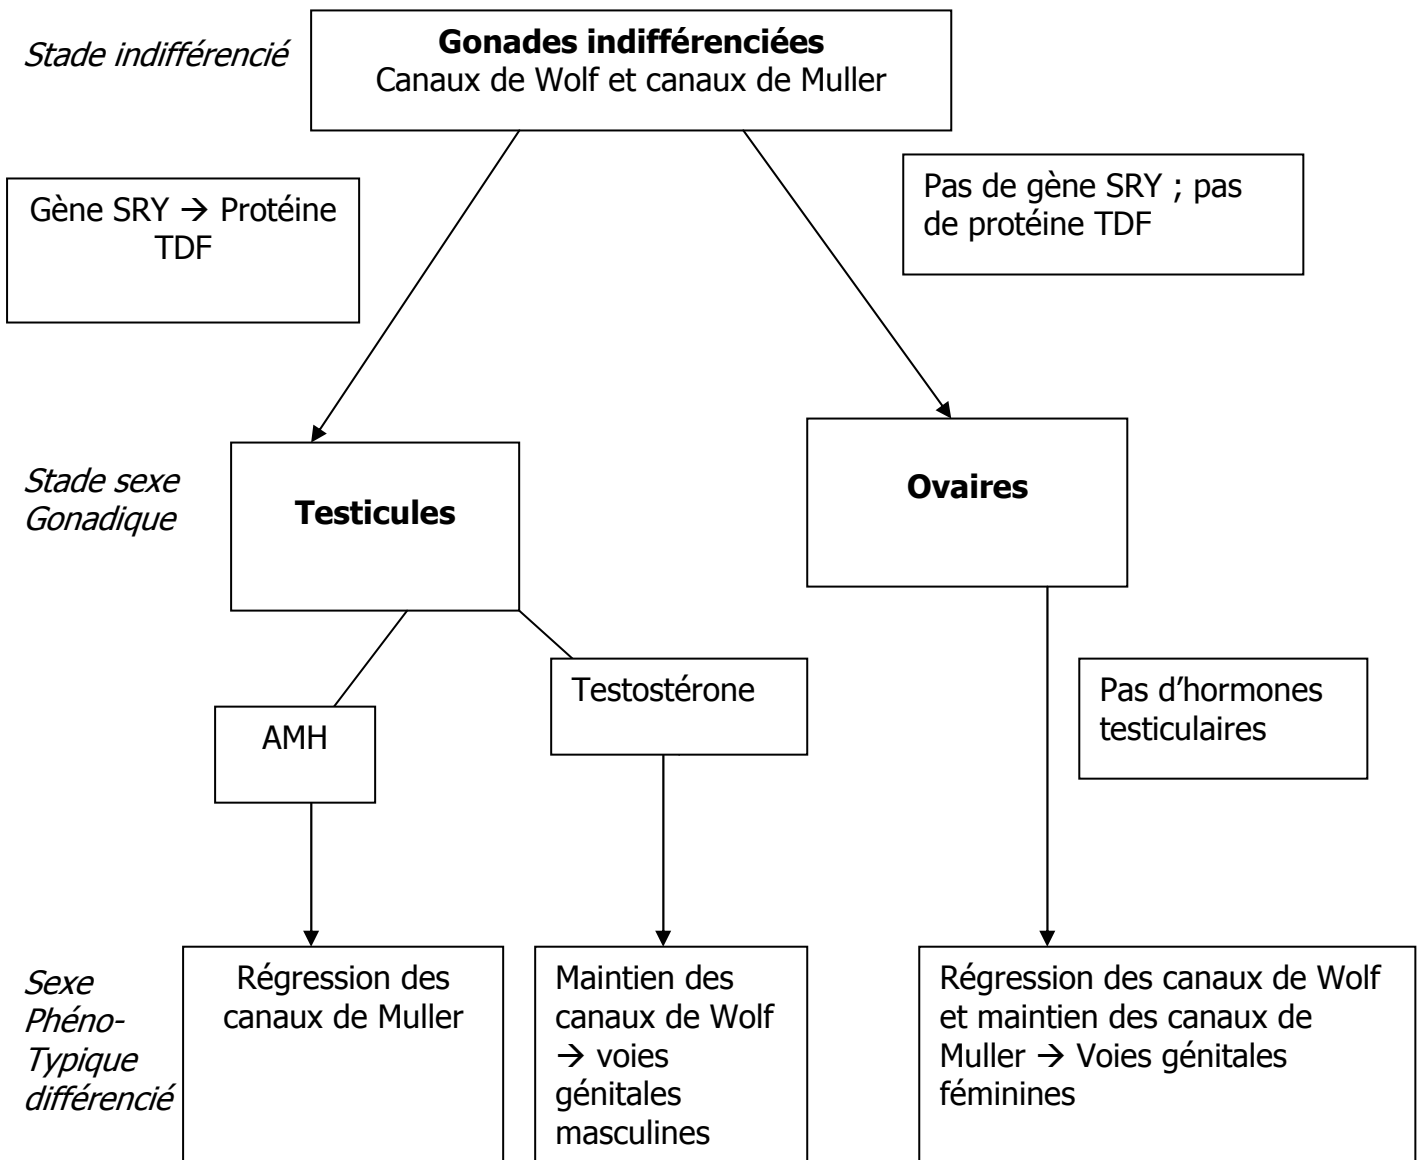 Stade indifférencié
Gonades indifférenciées
Canaux de Wolf et canaux de Muller
Gène SRY → Protéine
TDF
Pas de gène SRY ; pas
de protéine TDF
Stade sexe
Gonadique
Testicules
Ovaires
AMH
Testostérone
Pas d’hormones
testiculaires
Sexe
Phéno-
Typique
différencié
Régression des
canaux de Muller
Maintien des
canaux de Wolf
→ voies
génitales
masculines
Régression des canaux de Wolf
et maintien des canaux de
Muller → Voies génitales
féminines